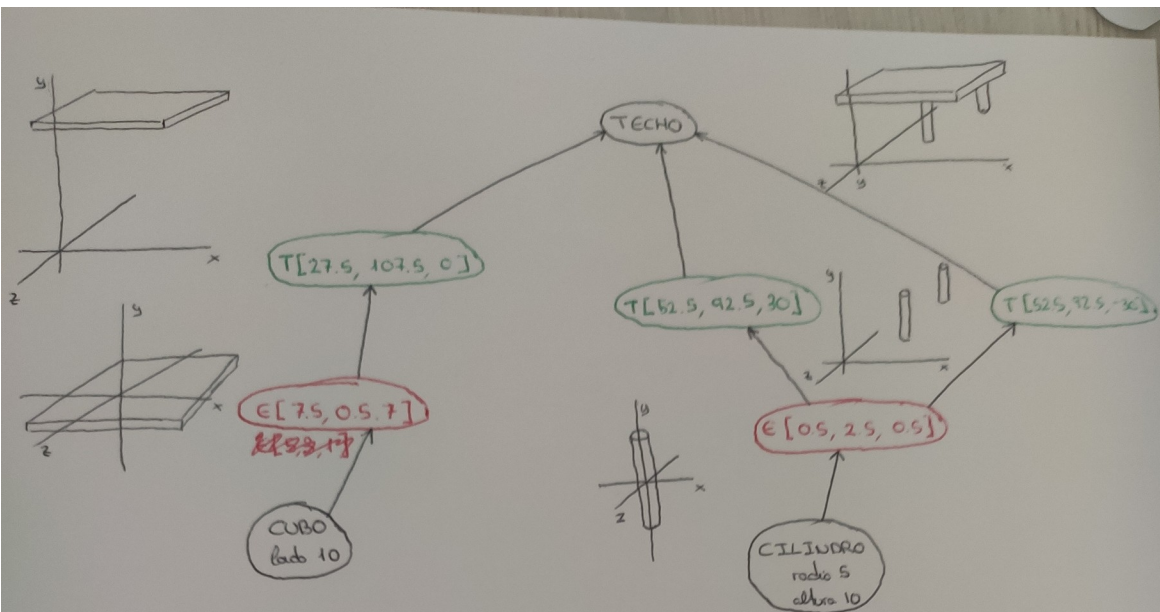 y
x
z
TECHO
z
y
x
T[27.5, 107.5, 0]
T[52.5, 92.5, 30]
y
x
z
T[52.5, 92.5, -30]
y
x
z
E[7.5, 0.5, 7]
y
x
z
E[0.5, 2.5, 0.5]
CUBO
lado 10
CILINDRO
radio 5
altura 10